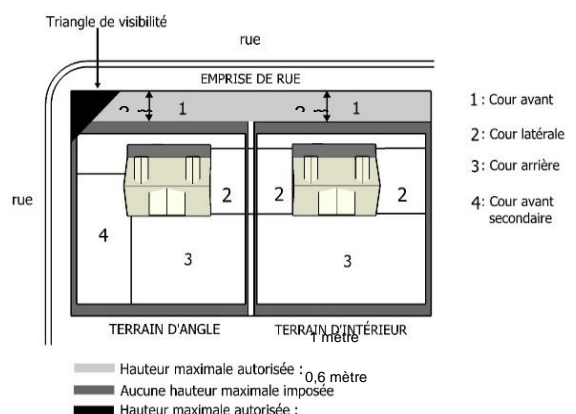 Triangle de visibilité
rue
EMPRISE DE RUE
1
1
1 : Cour avant
2 : Cour latérale
3 : Cour arrière
4 : Cour avant
secondaire
rue
2
2
2
4
3
3
TERRAIN D'ANGLE
TERRAIN D'INTÉRIEUR
1 mètre
Hauteur maximale autorisée :
0,6 mètre
Aucune hauteur maximale imposée
Hauteur maximale autorisée :